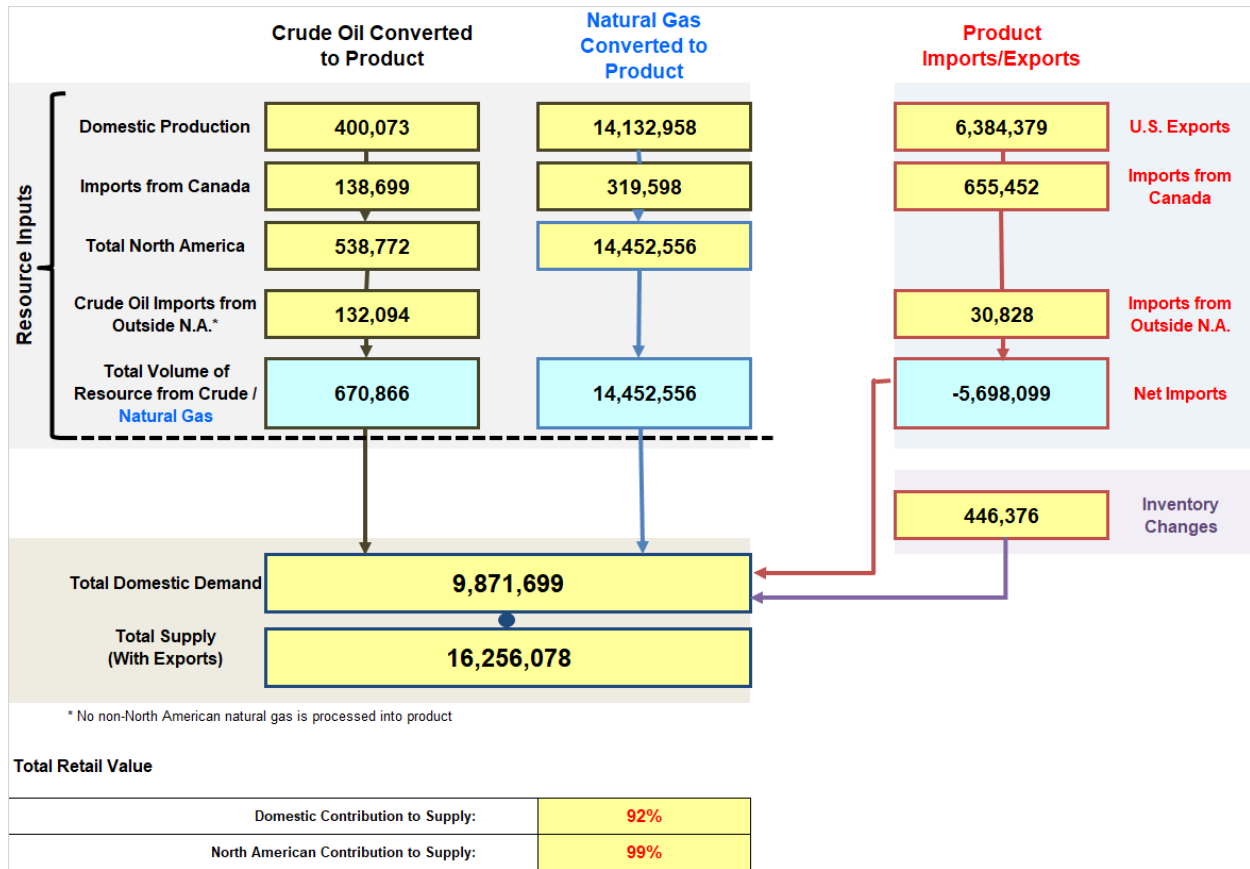 Crude Oil Converted
to Product
Natural Gas
Converted to
Product
Product
Imports/Exports
Resource Inputs
Domestic Production
400,073
14,132,958
6,384,379
U.S. Exports
Imports from Canada
138,699
319,598
655,452
Imports from
Canada
Total North America
538,772
14,452,556
Crude Oil Imports from
Outside N.A.*
132,094
30,828
Imports from
Outside N.A.
Total Volume of
Resource from Crude /
Natural Gas
670,866
14,452,556
-5,698,099
Net Imports
446,376
Inventory
Changes
Total Domestic Demand
9,871,699
Total Supply
(With Exports)
16,256,078
* No non-North American natural gas is processed into product
Total Retail Value
Domestic Contribution to Supply:
92%
North American Contribution to Supply:
99%